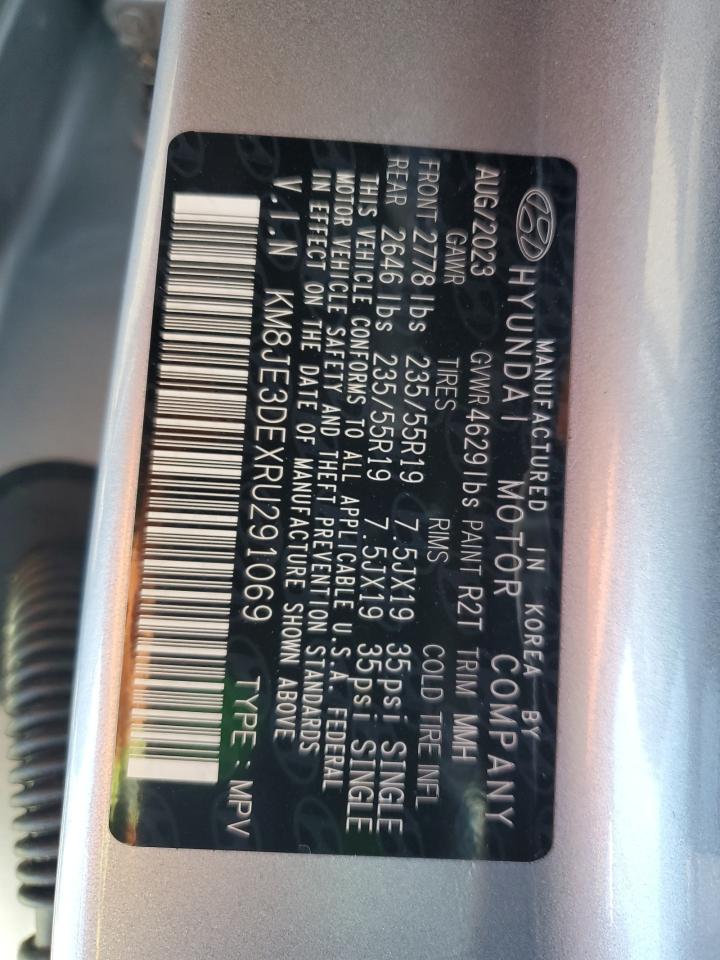 MANUFACTURED IN KOREA BY
HYUNDAI MOTOR COMPANY
AUG/2023 GVWR 4629 lbs PAINT R2T TRIM MMH
GAWR TIRES RIMS COLD TIRE INFL
FRONT 2778 lbs 235/55R19 7.5JX19 35psi SINGLE
REAR 2646 lbs 235/55R19 7.5JX19 35psi SINGLE
THIS VEHICLE CONFORMS TO ALL APPLICABLE U.S.A. FEDERAL
MOTOR VEHICLE SAFETY AND THEFT PREVENTION STANDARDS
IN EFFECT ON THE DATE OF MANUFACTURE SHOWN ABOVE
V.I.N KM8JE3DEXRU291069 TYPE : MPV